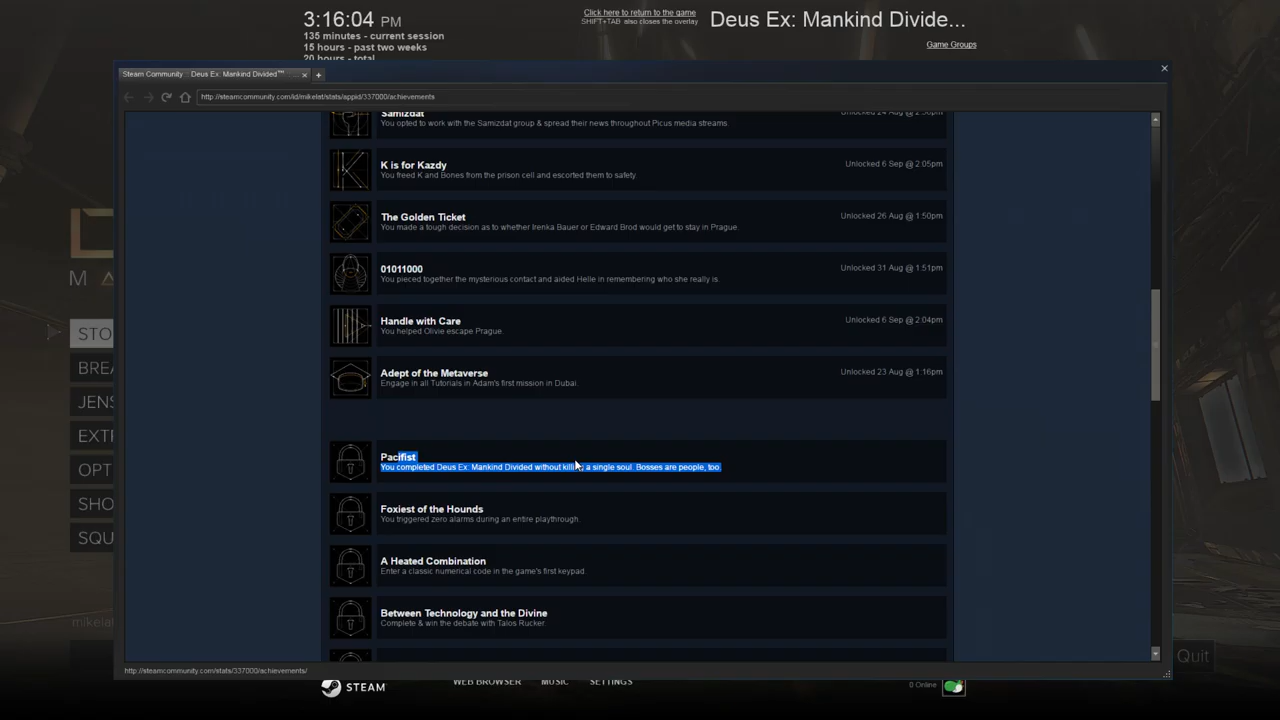 3:16:04 PM
135 minutes - current session
15 hours - past two weeks
20 hours - total
Click here to return to the game
SHIFT+TAB also closes the overlay
Deus Ex: Mankind Divide...
Game Groups
Steam Community :: Deus Ex: Mankind Divided™ ...
http://steamcommunity.com/id/mikelat/stats/appid/337000/achievements
Samizdat
You opted to work with the Samizdat group & spread their news throughout Picus media streams.
K is for Kazdy
You freed K and Bones from the prison cell and escorted them to safety.
Unlocked 6 Sep @ 2:05pm
The Golden Ticket
You made a tough decision as to whether Irenka Bauer or Edward Brod would get to stay in Prague.
Unlocked 26 Aug @ 1:50pm
01011000
You pieced together the mysterious contact and aided Helle in remembering who she really is.
Unlocked 31 Aug @ 1:51pm
Handle with Care
You helped Olivie escape Prague.
Unlocked 6 Sep @ 2:04pm
Adept of the Metaverse
Engage in all Tutorials in Adam's first mission in Dubai.
Unlocked 23 Aug @ 1:16pm
Pacifist
You completed Deus Ex: Mankind Divided without killing a single soul. Bosses are people, too.
Foxiest of the Hounds
You triggered zero alarms during an entire playthrough.
A Heated Combination
Enter a classic numerical code in the game's first keypad.
Between Technology and the Divine
Complete & win the debate with Talos Rucker.
http://steamcommunity.com/stats/337000/achievements/
M
STO
BREA
JENS
EXTR
OPT
SHO
SQU
mikelat
Quit
STEAM
WEB BROWSER
MUSIC
SETTINGS
0 Online